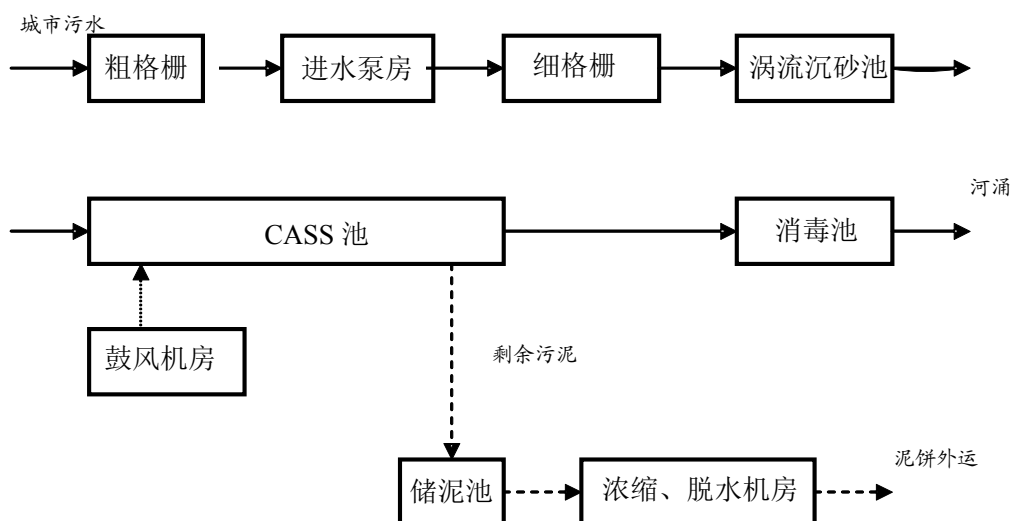 城市污水
粗格栅
进水泵房
细格栅
涡流沉砂池
河涌
CASS 池
消毒池
鼓风机房
剩余污泥
泥饼外运
储泥池
浓缩、脱水机房